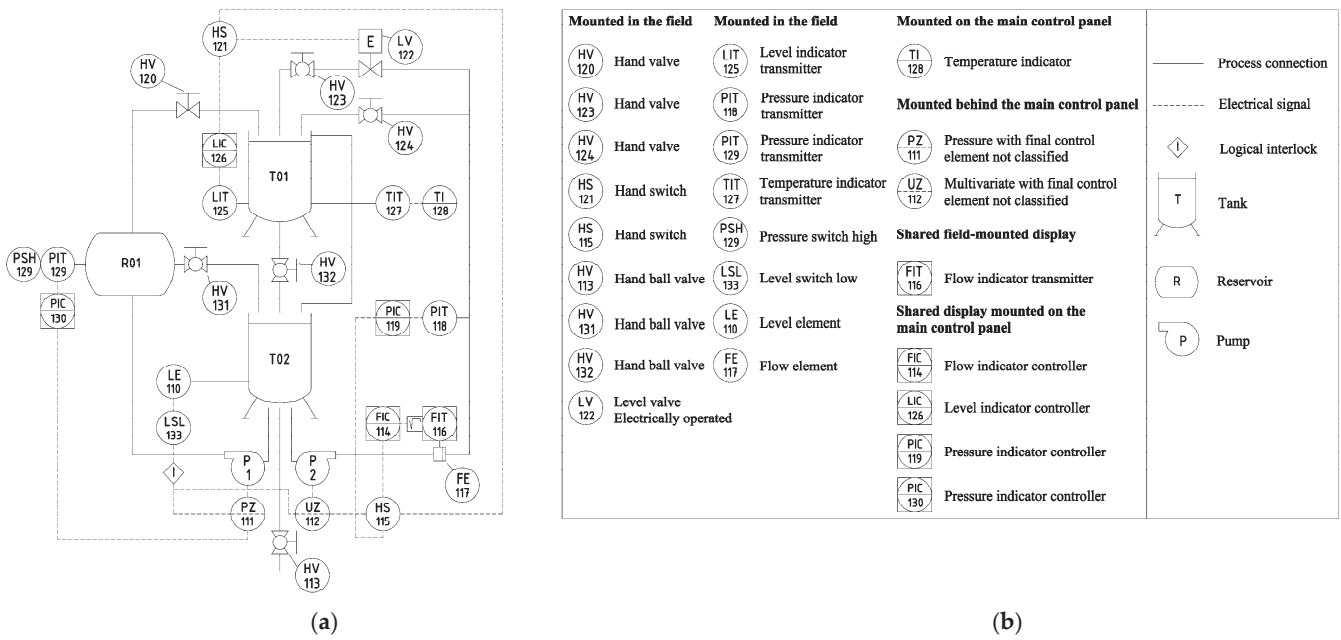 HS
121
E
LV
122
HV
120
HV
123
HV
124
LIC
126
T01
LIT
125
TIT
127
TI
128
PSH
129
PIT
129
R01
HV
131
HV
132
PIC
130
PIC
119
PIT
118
T02
LE
110
LSL
133
FIC
114
FIT
116
I
P
1
P
2
FE
117
PZ
111
UZ
112
HS
115
HV
113
(a)
Mounted in the field
HV
120
Hand valve
HV
123
Hand valve
HV
124
Hand valve
HS
121
Hand switch
HS
115
Hand switch
HV
113
Hand ball valve
HV
131
Hand ball valve
HV
132
Hand ball valve
LV
122
Level valve
Electrically operated
Mounted in the field
LIT
125
Level indicator
transmitter
PIT
118
Pressure indicator
transmitter
PIT
129
Pressure indicator
transmitter
TIT
127
Temperature indicator
transmitter
PSH
129
Pressure switch high
LSL
133
Level switch low
LE
110
Level element
FE
117
Flow element
Mounted on the main control panel
TI
128
Temperature indicator
Mounted behind the main control panel
PZ
111
Pressure with final control
element not classified
UZ
112
Multivariate with final control
element not classified
Shared field-mounted display
FIT
116
Flow indicator transmitter
Shared display mounted on the
main control panel
FIC
114
Flow indicator controller
LIC
126
Level indicator controller
PIC
119
Pressure indicator controller
PIC
130
Pressure indicator controller
Process connection
Electrical signal
I
Logical interlock
T
Tank
R
Reservoir
P
Pump
(b)